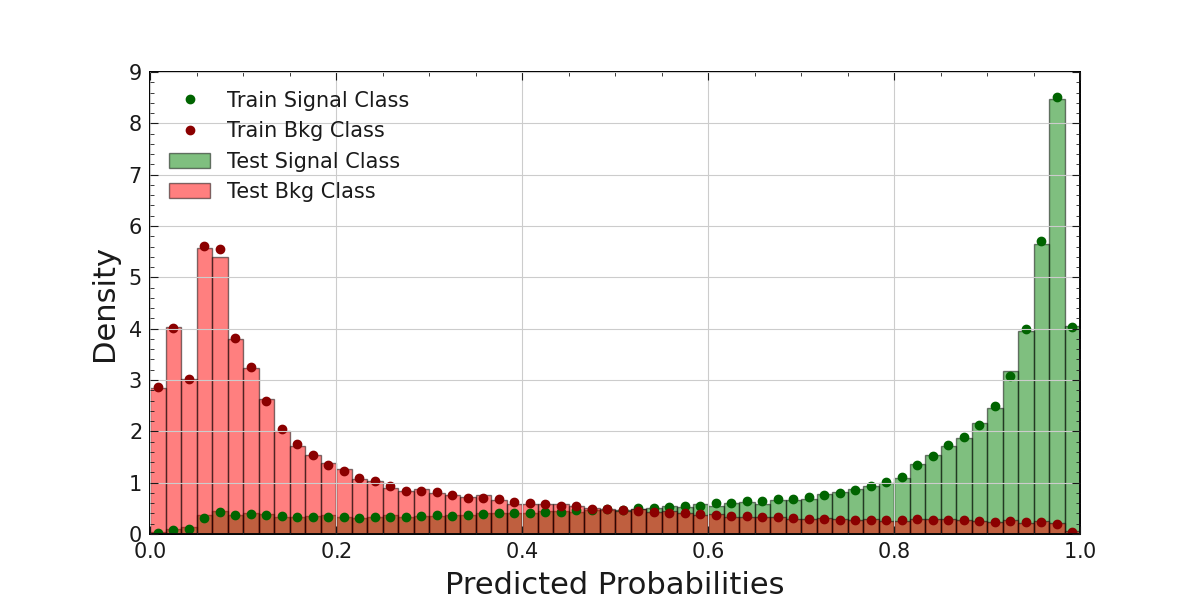 9
8
7
6
5
4
3
2
1
0
Density
Train Signal Class
Train Bkg Class
Test Signal Class
Test Bkg Class
0.0 0.2 0.4 0.6 0.8 1.0
Predicted Probabilities